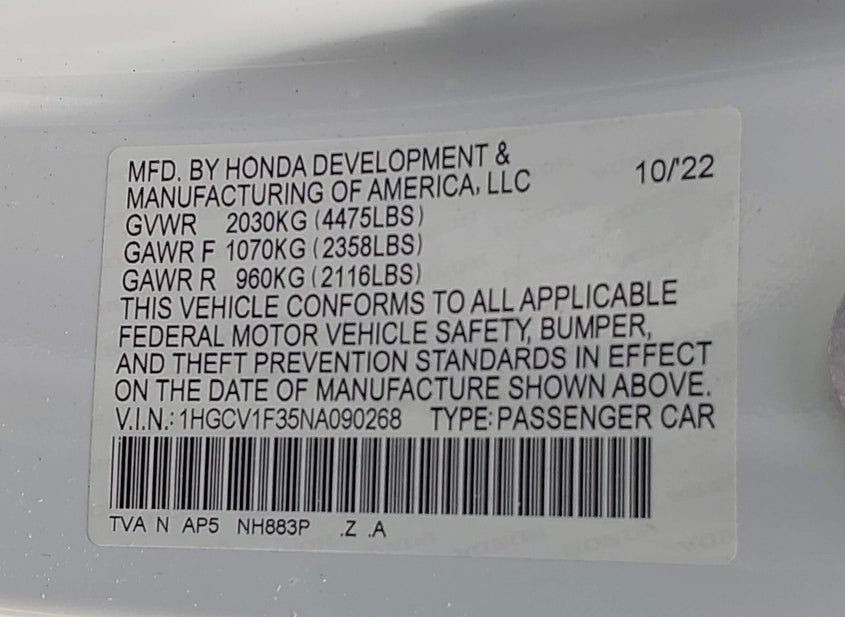 MFD. BY HONDA DEVELOPMENT &
MANUFACTURING OF AMERICA, LLC 10/'22
GVWR 2030KG (4475LBS)
GAWR F 1070KG (2358LBS)
GAWR R 960KG (2116LBS)
THIS VEHICLE CONFORMS TO ALL APPLICABLE
FEDERAL MOTOR VEHICLE SAFETY, BUMPER,
AND THEFT PREVENTION STANDARDS IN EFFECT
ON THE DATE OF MANUFACTURE SHOWN ABOVE.
V.I.N.: 1HGCV1F35NA090268 TYPE: PASSENGER CAR
TVA N AP5 NH883P .Z .A